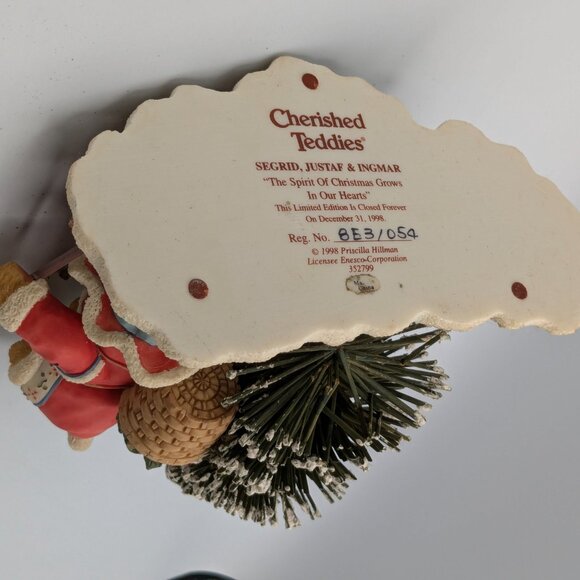 Cherished
Teddies®
SEGRID, JUSTAF & INGMAR
"The Spirit Of Christmas Grows
In Our Hearts"
This Limited Edition Is Closed Forever
On December 31, 1998.
Reg. No. 8E3/054
© 1998 Priscilla Hillman
Licensee Enesco Corporation
352799